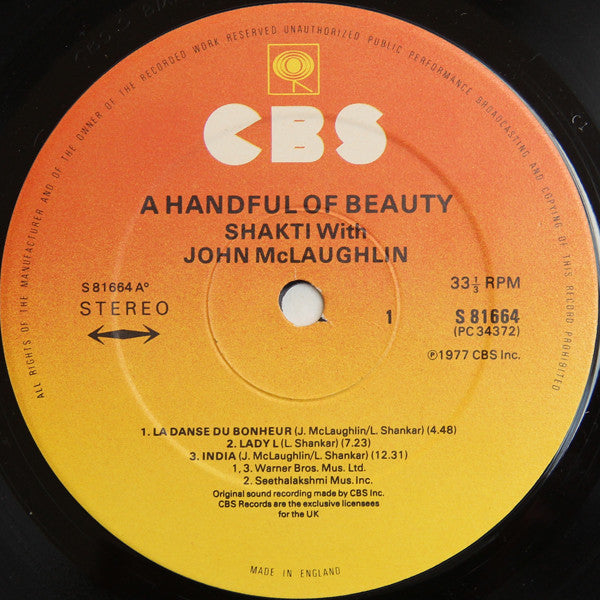 ALL RIGHTS OF THE MANUFACTURER AND OF THE OWNER OF THE RECORDED WORK RESERVED UNAUTHORIZED PUBLIC PERFORMANCE BROADCASTING AND COPYING OF THIS RECORD PROHIBITED
CBS
A HANDFUL OF BEAUTY
SHAKTI With
JOHN McLAUGHLIN
S 81664 A°
STEREO
33⅓ RPM
1
S 81664
(PC 34372)
℗1977 CBS Inc.
1. LA DANSE DU BONHEUR (J. McLaughlin/L. Shankar) (4.48)
2. LADY L (L. Shankar) (7.23)
3. INDIA (J. McLaughlin/L. Shankar) (12.31)
1, 3. Warner Bros. Mus. Ltd.
2. Seethalakshmi Mus. Inc.
Original sound recording made by CBS Inc.
CBS Records are the exclusive licensees
for the UK
MADE IN ENGLAND